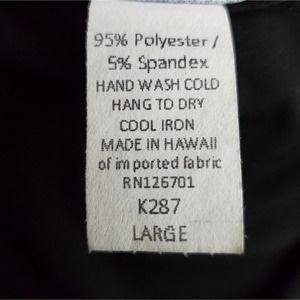 95% Polyester /
5% Spandex
HAND WASH COLD
HANG TO DRY
COOL IRON
MADE IN HAWAII
of imported fabric
RN126701
K287
LARGE